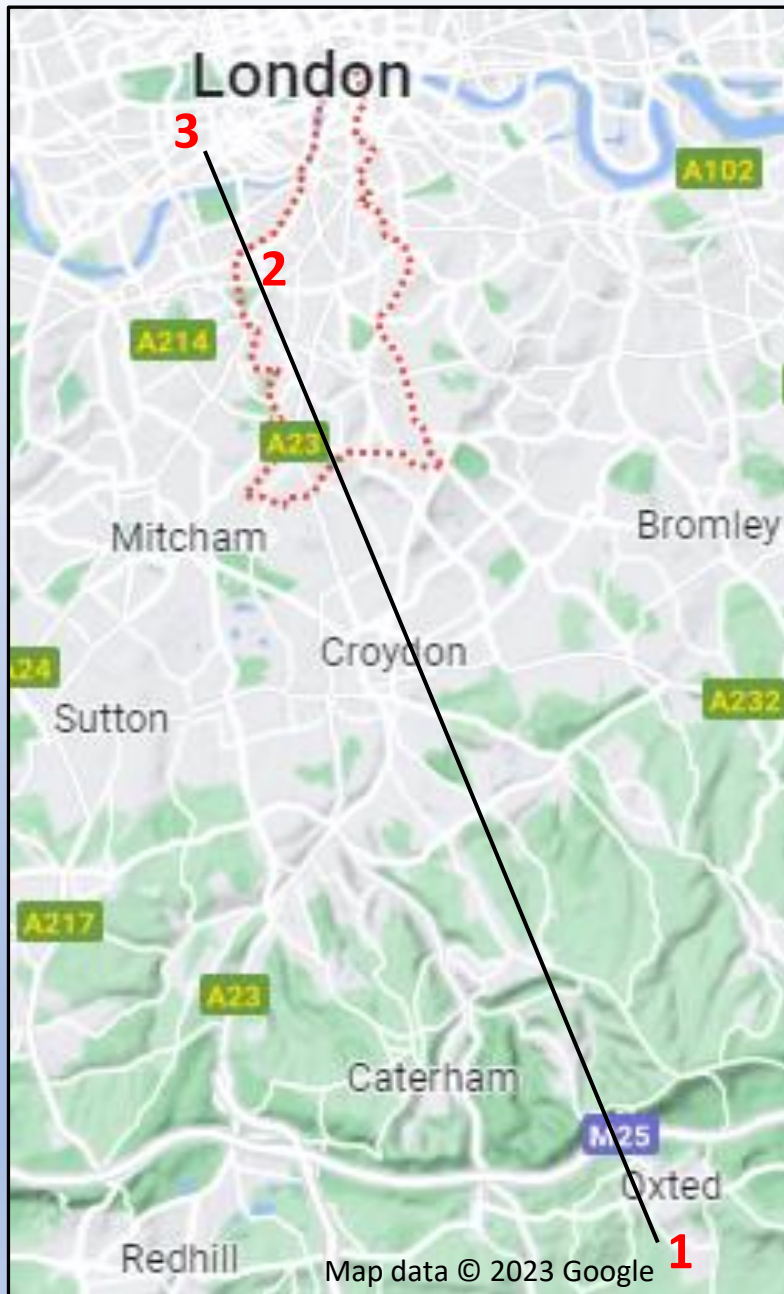 London
3
A102
2
A214
A23
Mitcham
Bromley
Croydon
A24
Sutton
A232
A217
A23
Caterham
M25
Oxted
1
Redhill
Map data © 2023 Google